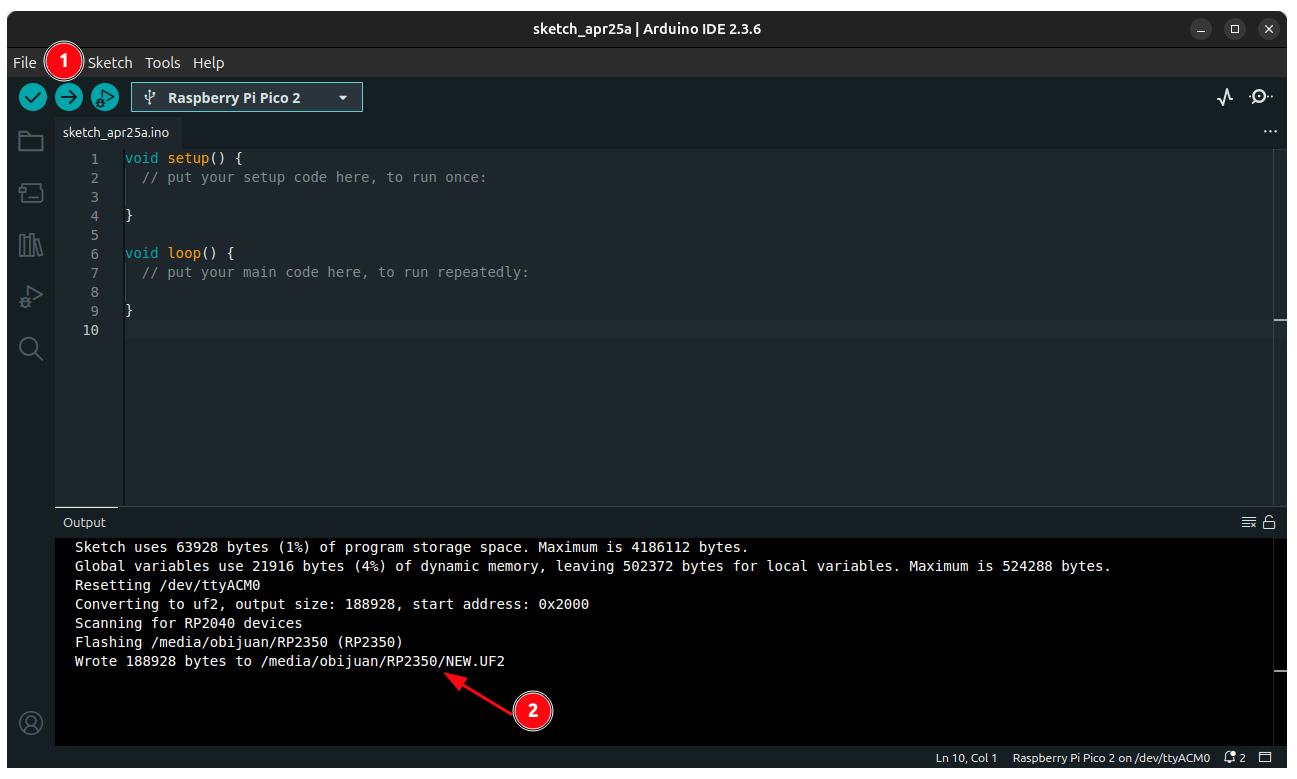 sketch_apr25a | Arduino IDE 2.3.6
File 1 Sketch Tools Help
Raspberry Pi Pico 2
sketch_apr25a.ino
1 void setup() {
2 // put your setup code here, to run once:
3
4 }
5
6 void loop() {
7 // put your main code here, to run repeatedly:
8
9 }
10
Output
Sketch uses 63928 bytes (1%) of program storage space. Maximum is 4186112 bytes.
Global variables use 21916 bytes (4%) of dynamic memory, leaving 502372 bytes for local variables. Maximum is 524288 bytes.
Resetting /dev/ttyACM0
Converting to uf2, output size: 188928, start address: 0x2000
Scanning for RP2040 devices
Flashing /media/obijuan/RP2350 (RP2350)
Wrote 188928 bytes to /media/obijuan/RP2350/NEW.UF2
2
Ln 10, Col 1 Raspberry Pi Pico 2 on /dev/ttyACM0 2